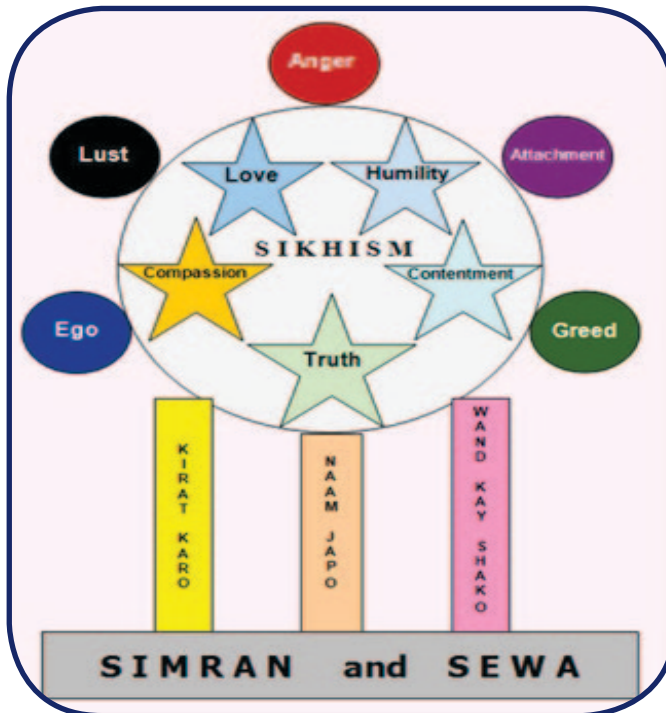 Anger
Lust
Attachment
Love
Humility
SIKHISM
Compassion
Contentment
Ego
Greed
Truth
KIRAT KARO
NAAM JAPO
WAND KAY SHAKO
SIMRAN and SEWA